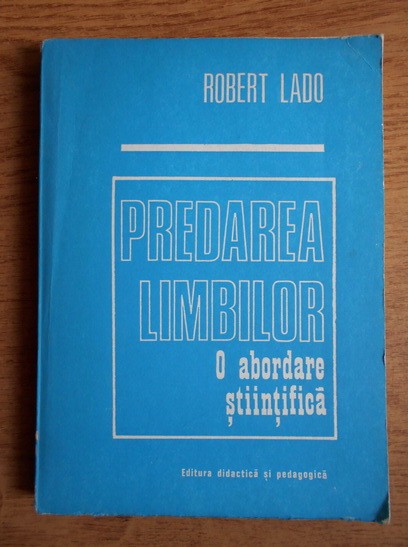 ROBERT LADO
PREDAREA
LIMBILOR
O abordare
științifică
Editura didactică și pedagogică